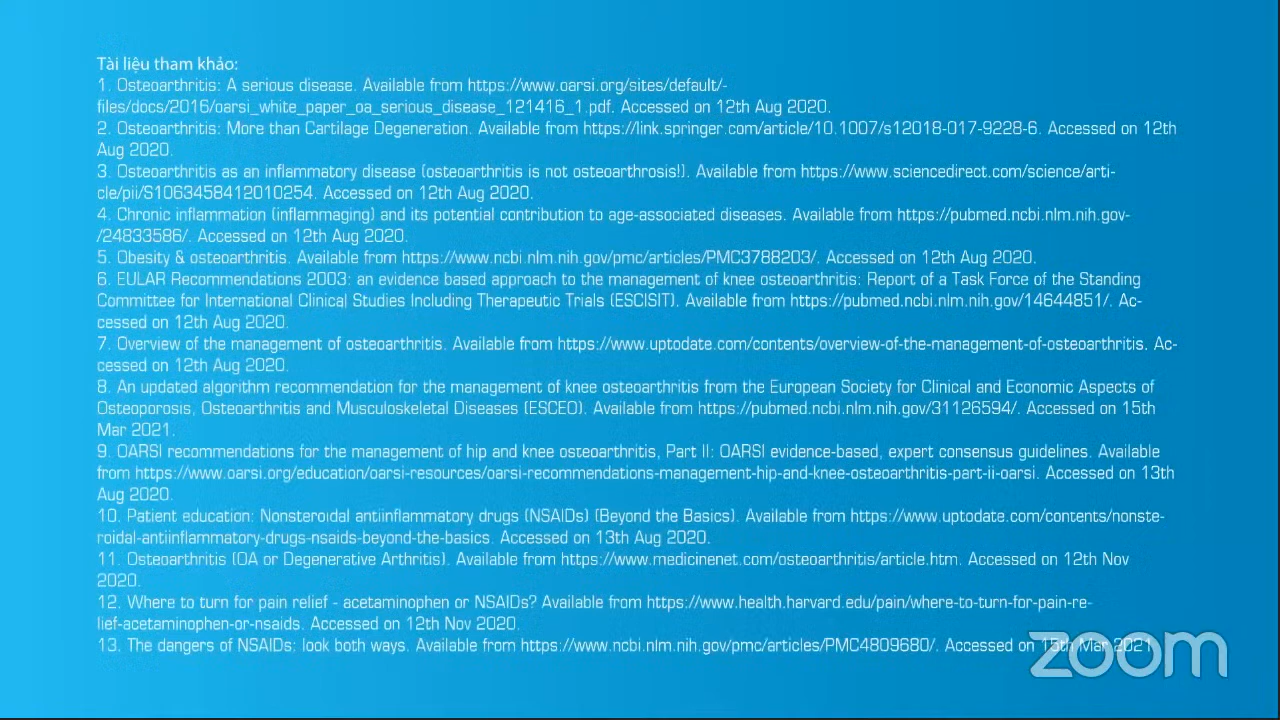 Tài liệu tham khảo:
1. Osteoarthritis: A serious disease. Available from https://www.oarsi.org/sites/default/-
files/docs/2016/oarsi_white_paper_oa_serious_disease_121416_1.pdf. Accessed on 12th Aug 2020.
2. Osteoarthritis: More than Cartilage Degeneration. Available from https://link.springer.com/article/10.1007/s12018-017-9228-6. Accessed on 12th
Aug 2020.
3. Osteoarthritis as an inflammatory disease (osteoarthritis is not osteoarthrosis!). Available from https://www.sciencedirect.com/science/arti-
cle/pii/S1063458412010254. Accessed on 12th Aug 2020.
4. Chronic inflammation (inflammaging) and its potential contribution to age-associated diseases. Available from https://pubmed.ncbi.nlm.nih.gov-
/24833586/. Accessed on 12th Aug 2020.
5. Obesity & osteoarthritis. Available from https://www.ncbi.nlm.nih.gov/pmc/articles/PMC3788203/. Accessed on 12th Aug 2020.
6. EULAR Recommendations 2003: an evidence based approach to the management of knee osteoarthritis: Report of a Task Force of the Standing
Committee for International Clinical Studies Including Therapeutic Trials (ESCISIT). Available from https://pubmed.ncbi.nlm.nih.gov/14644851/. Ac-
cessed on 12th Aug 2020.
7. Overview of the management of osteoarthritis. Available from https://www.uptodate.com/contents/overview-of-the-management-of-osteoarthritis. Ac-
cessed on 12th Aug 2020.
8. An updated algorithm recommendation for the management of knee osteoarthritis from the European Society for Clinical and Economic Aspects of
Osteoporosis, Osteoarthritis and Musculoskeletal Diseases (ESCEO). Available from https://pubmed.ncbi.nlm.nih.gov/31126594/. Accessed on 15th
Mar 2021.
9. OARSI recommendations for the management of hip and knee osteoarthritis, Part II: OARSI evidence-based, expert consensus guidelines. Available
from https://www.oarsi.org/education/oarsi-resources/oarsi-recommendations-management-hip-and-knee-osteoarthritis-part-ii-oarsi. Accessed on 13th
Aug 2020.
10. Patient education: Nonsteroidal antiinflammatory drugs (NSAIDs) (Beyond the Basics). Available from https://www.uptodate.com/contents/nonste-
roidal-antiinflammatory-drugs-nsaids-beyond-the-basics. Accessed on 13th Aug 2020.
11. Osteoarthritis (OA or Degenerative Arthritis). Available from https://www.medicinenet.com/osteoarthritis/article.htm. Accessed on 12th Nov
2020.
12. Where to turn for pain relief - acetaminophen or NSAIDs? Available from https://www.health.harvard.edu/pain/where-to-turn-for-pain-re-
lief-acetaminophen-or-nsaids. Accessed on 12th Nov 2020.
13. The dangers of NSAIDs: look both ways. Available from https://www.ncbi.nlm.nih.gov/pmc/articles/PMC4809680/. Accessed on 15th Mar 2021
zoom